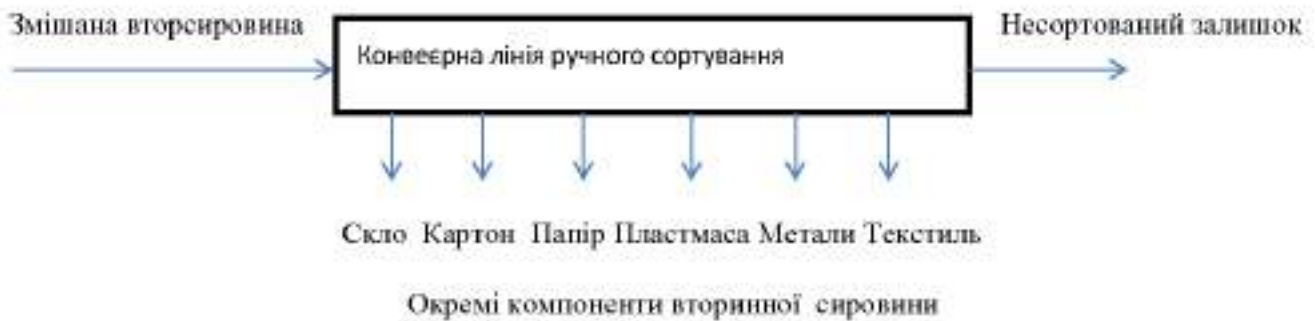 Змішана вторсировина
Несортований залишок
Конвеєрна лінія ручного сортування
Скло Картон Папір Пластмаса Метали Текстиль
Окремі компоненти вторинної сировини